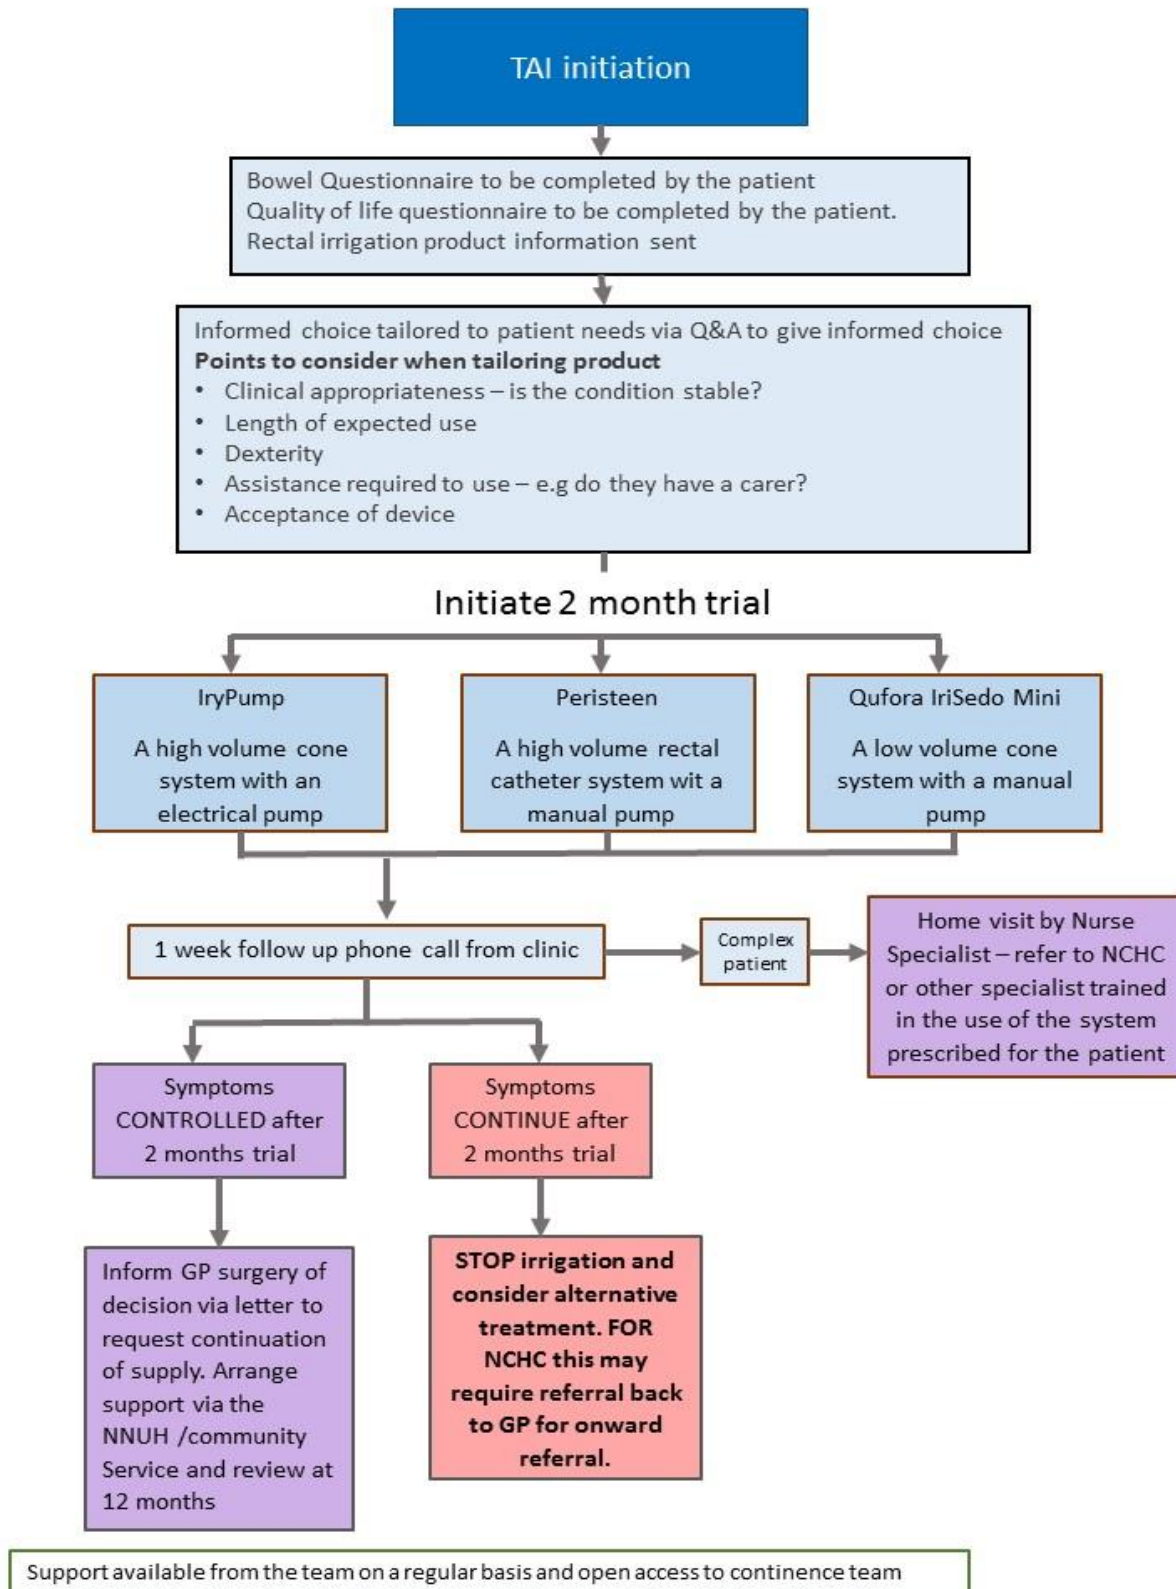 TAI initiation
Bowel Questionnaire to be completed by the patient
Quality of life questionnaire to be completed by the patient.
Rectal irrigation product information sent
Informed choice tailored to patient needs via Q&A to give informed choice
Points to consider when tailoring product
• Clinical appropriateness – is the condition stable?
• Length of expected use
• Dexterity
• Assistance required to use – e.g do they have a carer?
• Acceptance of device
Initiate 2 month trial
IryPump
A high volume cone
system with an
electrical pump
Peristeen
A high volume rectal
catheter system wit a
manual pump
Qufora IriSedo Mini
A low volume cone
system with a manual
pump
1 week follow up phone call from clinic
Complex
patient
Home visit by Nurse
Specialist – refer to NCHC
or other specialist trained
in the use of the system
prescribed for the patient
Symptoms
CONTROLLED after
2 months trial
Symptoms
CONTINUE after
2 months trial
Inform GP surgery of
decision via letter to
request continuation
of supply. Arrange
support via the
NNUH /community
Service and review at
12 months
STOP irrigation and
consider alternative
treatment. FOR
NCHC this may
require referral back
to GP for onward
referral.
Support available from the team on a regular basis and open access to continence team